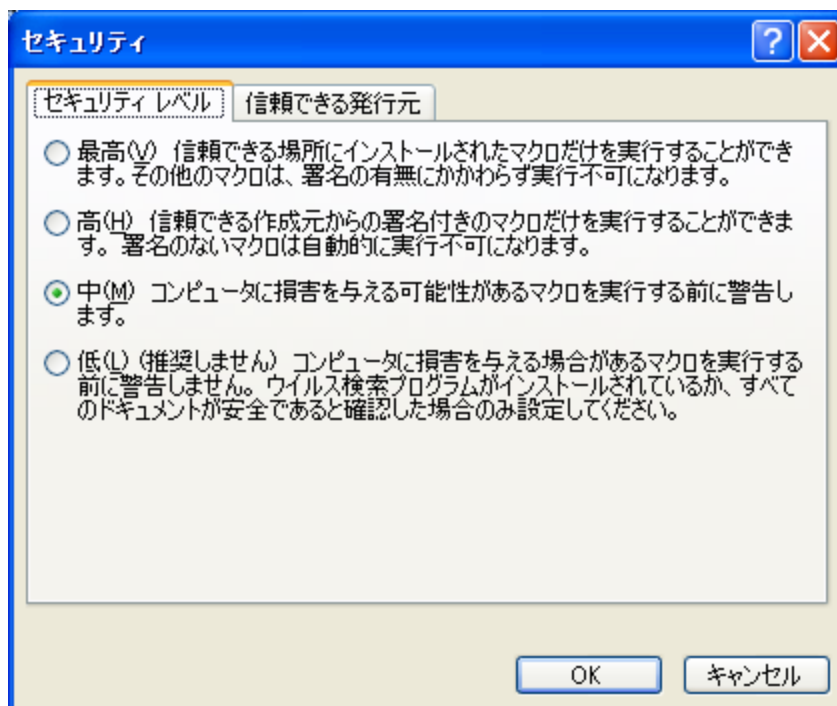 セキュリティ
セキュリティ レベル 信頼できる発行元
最高(V) 信頼できる場所にインストールされたマクロだけを実行することができ
ます。その他のマクロは、署名の有無にかかわらず実行不可になります。
高(H) 信頼できる作成元からの署名付きのマクロだけを実行することができま
す。 署名のないマクロは自動的に実行不可になります。
中(M) コンピュータに損害を与える可能性があるマクロを実行する前に警告し
ます。
低(L) (推奨しません) コンピュータに損害を与える場合があるマクロを実行する
前に警告しません。ウイルス検索プログラムがインストールされているか、すべて
のドキュメントが安全であると確認した場合のみ設定してください。
OK キャンセル